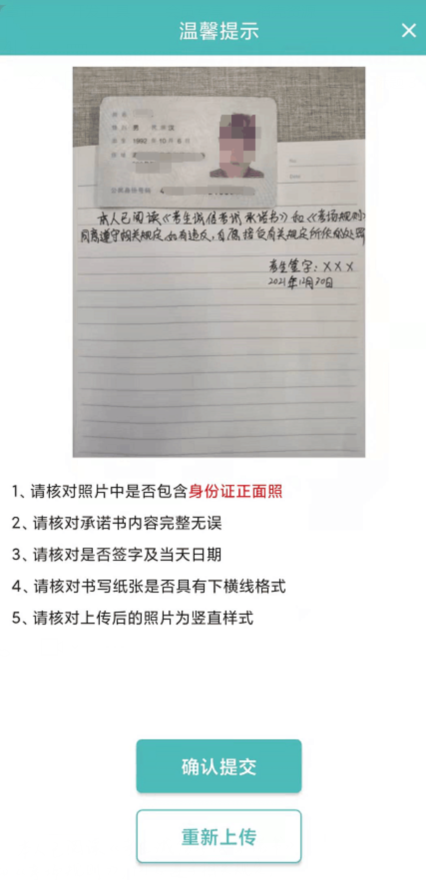 温馨提示
姓名
性别 男 民族 汉
出生 1992 年 10 月
住址
公民身份号码 4
No.
Date
本人已阅读《考生诚信考试承诺书》和《考场规则
同意遵守相关规定,如有违反,自愿接受有关规定所作的处罚
考生签字：XXX
2021年12月30日
1、请核对照片中是否包含身份证正面照
2、请核对承诺书内容完整无误
3、请核对是否签字及当天日期
4、请核对书写纸张是否具有下横线格式
5、请核对上传后的照片为竖直样式
确认提交
重新上传